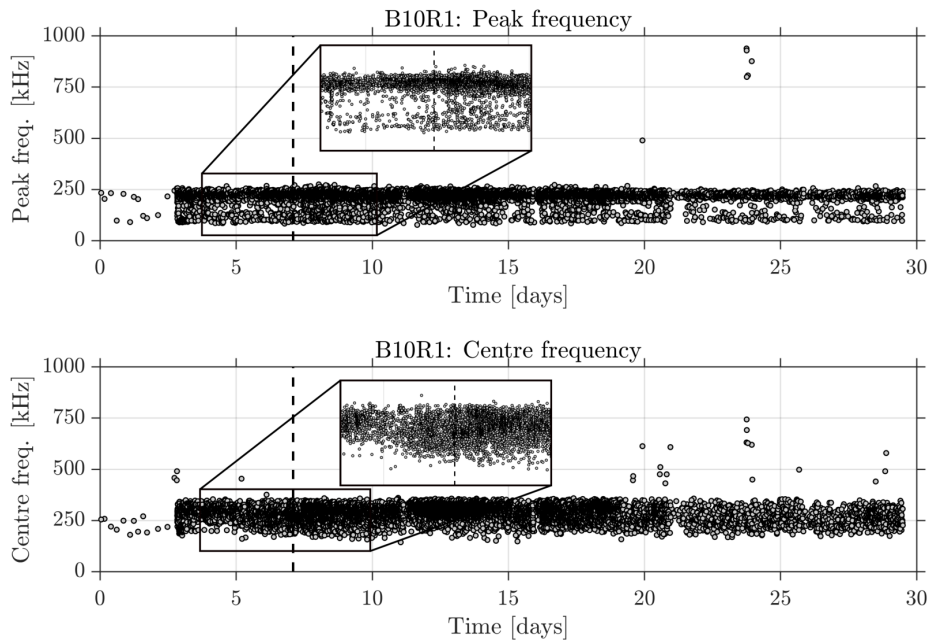 B10R1: Peak frequency
1000
750
500
250
0
Peak freq. [kHz]
0 5 10 15 20 25 30
Time [days]
B10R1: Centre frequency
1000
750
500
250
0
Centre freq. [kHz]
0 5 10 15 20 25 30
Time [days]